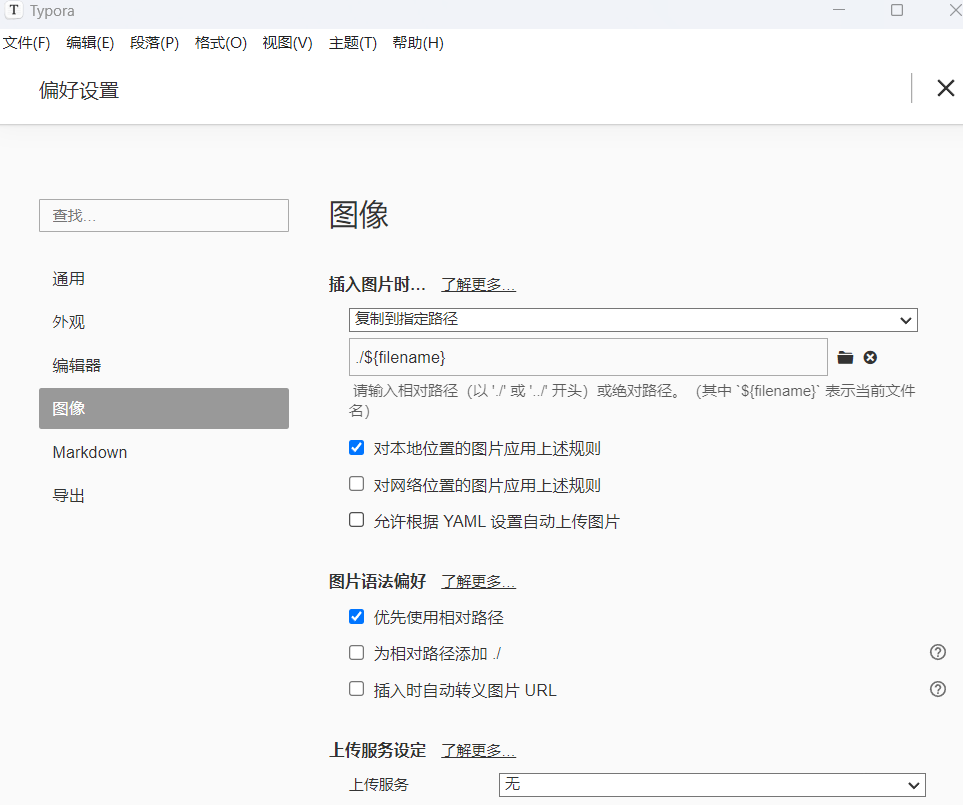 Typora
文件(F) 编辑(E) 段落(P) 格式(O) 视图(V) 主题(T) 帮助(H)
偏好设置
查找...
通用
外观
编辑器
图像
Markdown
导出
图像
插入图片时... 了解更多...
复制到指定路径
./${filename}
请输入相对路径（以 './' 或 '../' 开头）或绝对路径。（其中 `${filename}` 表示当前文件
名）
对本地位置的图片应用上述规则
对网络位置的图片应用上述规则
允许根据 YAML 设置自动上传图片
图片语法偏好 了解更多...
优先使用相对路径
为相对路径添加 ./
插入时自动转义图片 URL
上传服务设定 了解更多...
上传服务 无